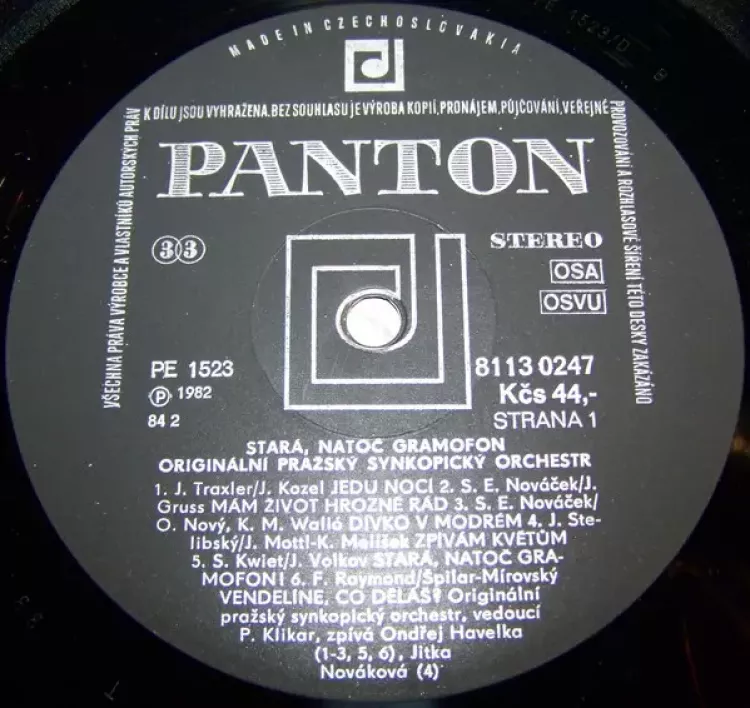 MADE IN CZECHOSLOVAKIA
VŠECHNA PRÁVA VÝROBCE A VLASTNÍKŮ AUTORSKÝCH PRÁV
K DÍLU JSOU VYHRAŽENA. BEZ SOUHLASU JE VÝROBA KOPIÍ, PRONÁJEM, PŮJČOVÁNÍ, VEŘEJNÉ
PROVOZOVÁNÍ A ROZHLASOVÉ ŠÍŘENÍ TÉTO DESKY ZAKÁZÁNO
PANTON
33
STEREO
OSA
OSVU
PE 1523
8113 0247
Ⓟ 1982
Kčs 44,-
84 2
STRANA 1
STARÁ, NATOČ GRAMOFON
ORIGINÁLNÍ PRAŽSKÝ SYNKOPICKÝ ORCHESTR
1. J. Traxler/J. Kozel JEDU NOCÍ 2. S. E. Nováček/J.
Gruss MÁM ŽIVOT HROZNĚ RÁD 3. S. E. Nováček/
O. Nový, K. M. Walló DÍVKO V MODRÉM 4. J. Ste-
libský/J. Mottl-K. Melíšek ZPÍVÁM KVĚTŮM
5. S. Kwiet/J. Volkov STARÁ, NATOČ GRA-
MOFON! 6. F. Raymond/Špilar-Mírovský
VENDELÍNE, CO DĚLÁŠ? Originální
pražský synkopický orchestr, vedoucí
P. Klikar, zpívá Ondřej Havelka
(1-3, 5, 6), Jitka
Nováková (4)